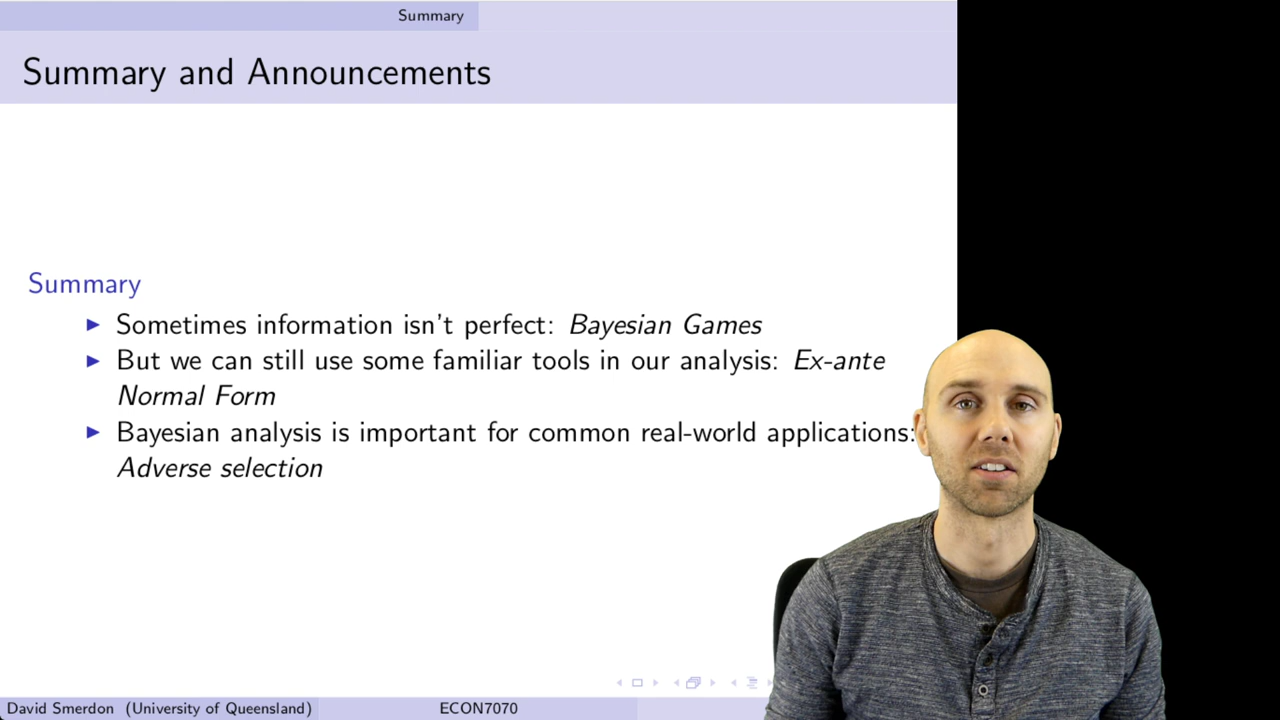 Summary
Summary and Announcements
Summary
Sometimes information isn't perfect: Bayesian Games
But we can still use some familiar tools in our analysis: Ex-ante
Normal Form
Bayesian analysis is important for common real-world applications:
Adverse selection
David Smerdon (University of Queensland) ECON7070